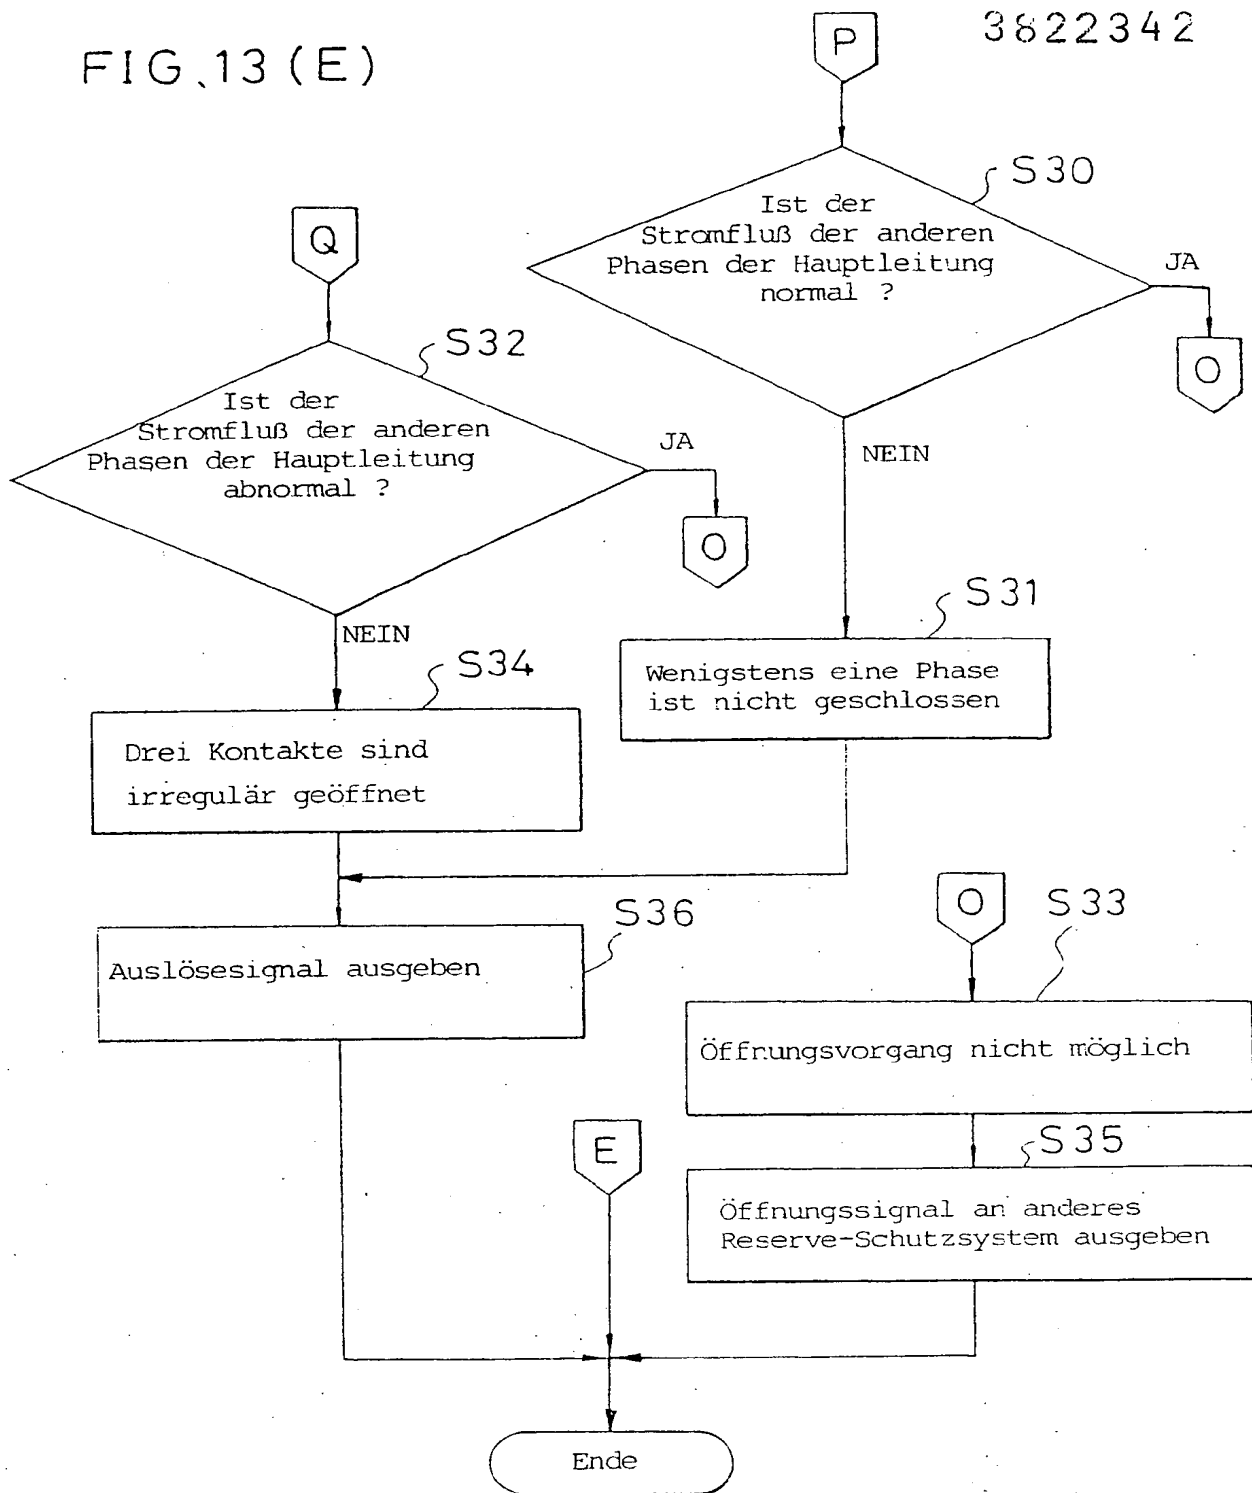 FIG.13 (E)
3822342
P
S30
Ist der
Stromfluß der anderen
Phasen der Hauptleitung
normal ?
JA
O
NEIN
Q
S32
Ist der
Stromfluß der anderen
Phasen der Hauptleitung
abnormal ?
JA
O
NEIN
S31
Wenigstens eine Phase
ist nicht geschlossen
S34
Drei Kontakte sind
irregulär geöffnet
S36
Auslösesignal ausgeben
O
S33
Öffnungsvorgang nicht möglich
S35
Öffnungssignal an anderes
Reserve-Schutzsystem ausgeben
E
Ende